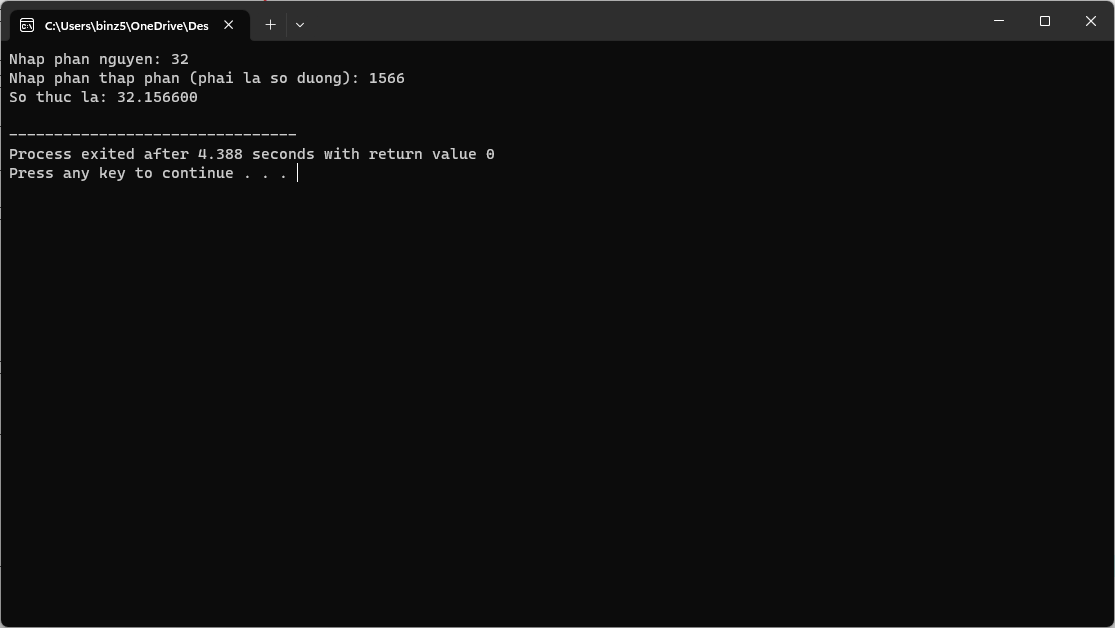 C:\Users\binz5\OneDrive\Des
Nhap phan nguyen: 32
Nhap phan thap phan (phai la so duong): 1566
So thuc la: 32.156600
--------------------------------
Process exited after 4.388 seconds with return value 0
Press any key to continue . . .